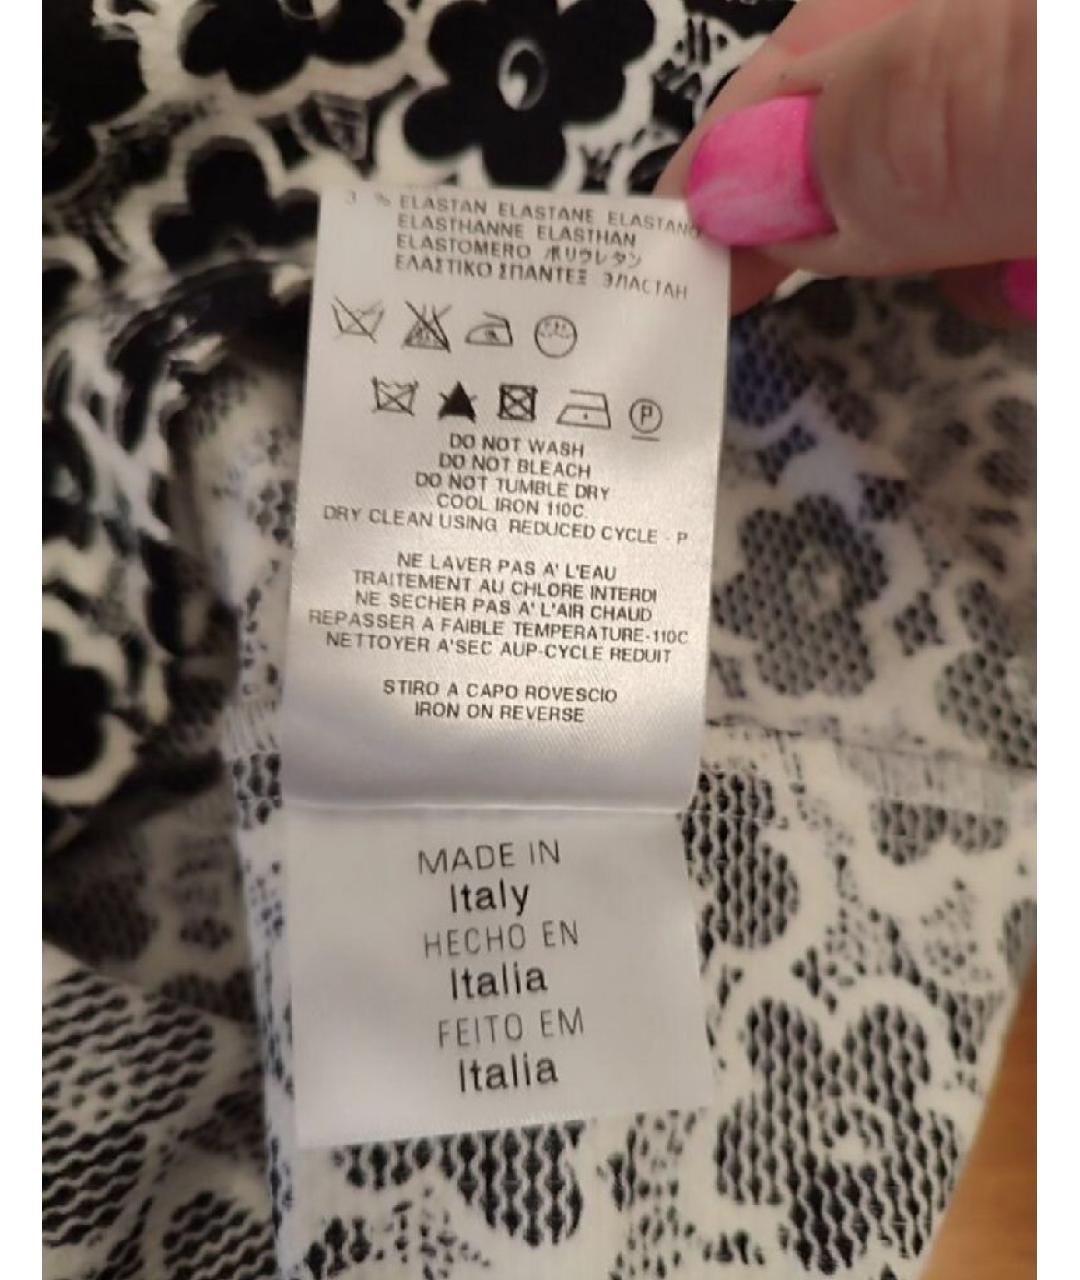 3 % ELASTAN ELASTANE ELASTANO
ELASTHANNE ELASTHAN
ELASTOMERO ポリウレタン
ΕΛΑΣΤΙΚΟ ΣΠΑΝΤΕΞ ЭЛАСТАН
P
DO NOT WASH
DO NOT BLEACH
DO NOT TUMBLE DRY
COOL IRON 110C.
DRY CLEAN USING REDUCED CYCLE - P
NE LAVER PAS A' L'EAU
TRAITEMENT AU CHLORE INTERDI
NE SECHER PAS A' L'AIR CHAUD
REPASSER A FAIBLE TEMPERATURE-110C
NETTOYER A'SEC AUP-CYCLE REDUIT
STIRO A CAPO ROVESCIO
IRON ON REVERSE
MADE IN
Italy
HECHO EN
Italia
FEITO EM
Italia